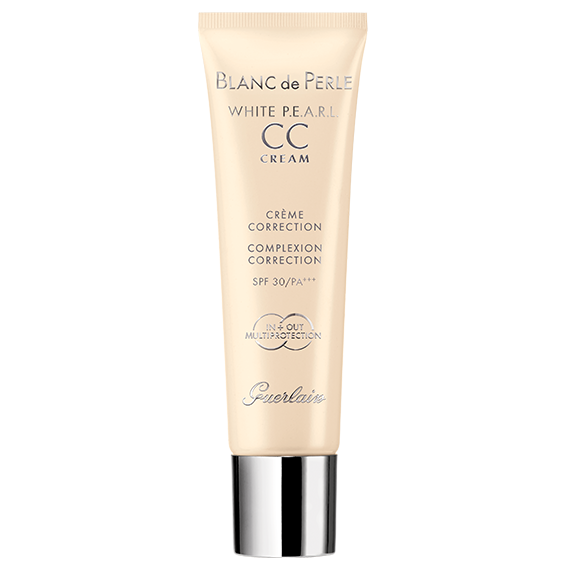 BLANC de PERLE
WHITE P.E.A.R.L.
CC
CREAM
CRÈME
CORRECTION
COMPLEXION
CORRECTION
SPF 30/PA+++
IN + OUT
MULTIPROTECTION
Guerlain